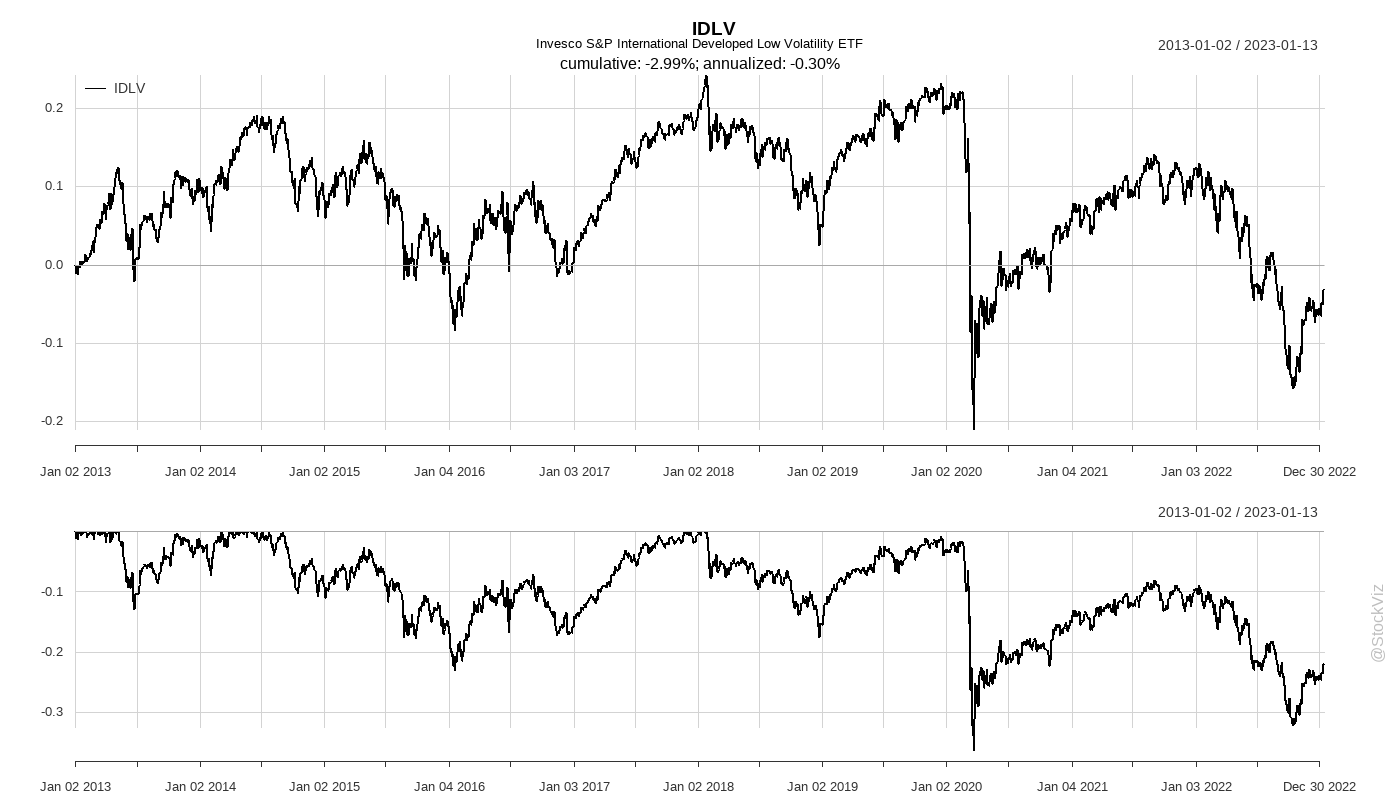 IDLV
Invesco S&P International Developed Low Volatility ETF
2013-01-02 / 2023-01-13
cumulative: -2.99%; annualized: -0.30%
IDLV
0.2
0.1
0.0
-0.1
-0.2
Jan 02 2013 Jan 02 2014 Jan 02 2015 Jan 04 2016 Jan 03 2017 Jan 02 2018 Jan 02 2019 Jan 02 2020 Jan 04 2021 Jan 03 2022 Dec 30 2022
2013-01-02 / 2023-01-13
-0.1
-0.2
-0.3
Jan 02 2013 Jan 02 2014 Jan 02 2015 Jan 04 2016 Jan 03 2017 Jan 02 2018 Jan 02 2019 Jan 02 2020 Jan 04 2021 Jan 03 2022 Dec 30 2022
@StockViz